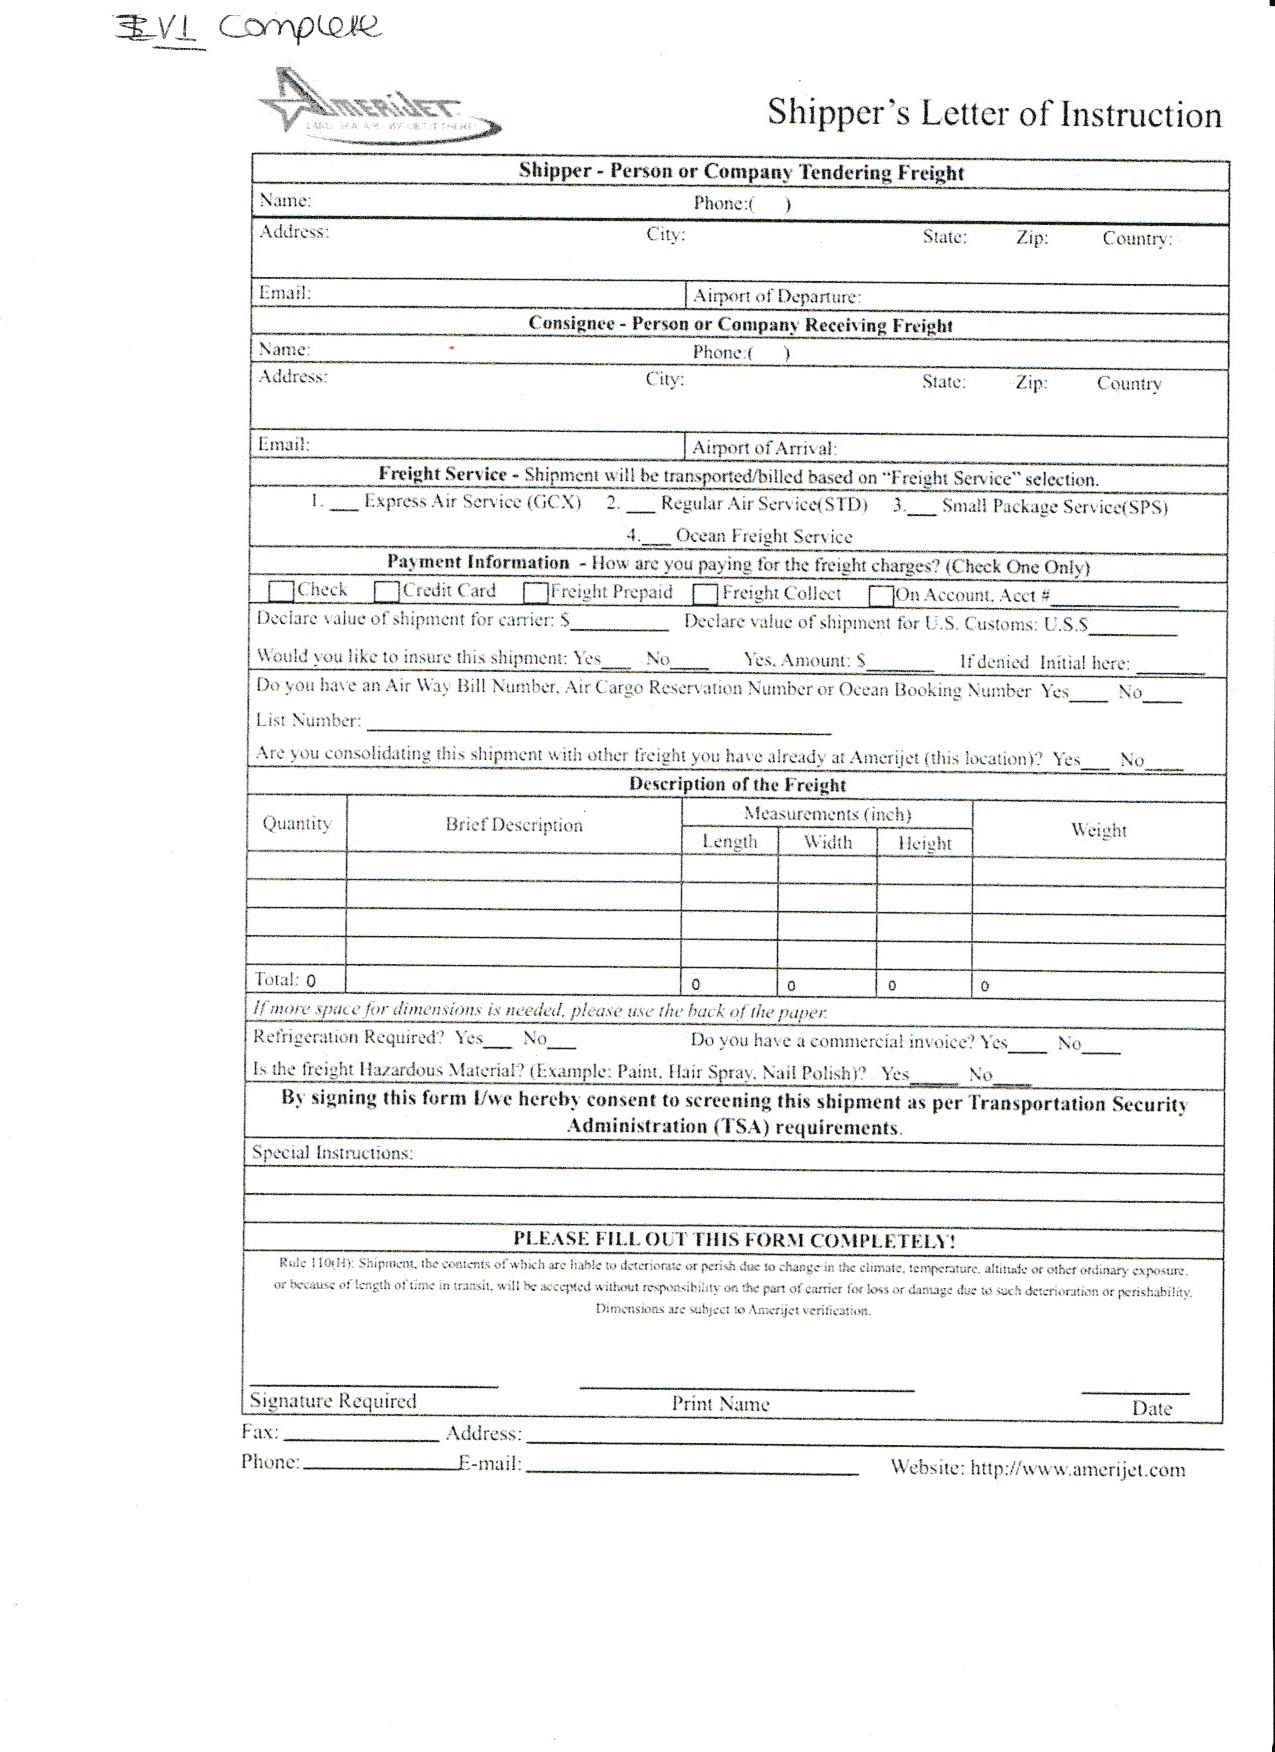 VI Complete
AMERIJET
LAND SEA AIR WE GET IT THERE
Shipper's Letter of Instruction
Shipper - Person or Company Tendering Freight
Name: Phone:( )
Address: City: State: Zip: Country:
Email: Airport of Departure:
Consignee - Person or Company Receiving Freight
Name: Phone:( )
Address: City: State: Zip: Country
Email: Airport of Arrival:
Freight Service - Shipment will be transported/billed based on "Freight Service" selection.
1. ___ Express Air Service (GCX) 2. ___ Regular Air Service(STD) 3.___ Small Package Service(SPS)
4.___ Ocean Freight Service
Payment Information - How are you paying for the freight charges? (Check One Only)
Check Credit Card Freight Prepaid Freight Collect On Account, Acct #____________
Declare value of shipment for carrier: $_________ Declare value of shipment for U.S. Customs: U.S.$________
Would you like to insure this shipment: Yes___ No____ Yes, Amount: $______ If denied Initial here: ______
Do you have an Air Way Bill Number, Air Cargo Reservation Number or Ocean Booking Number Yes____ No____
List Number: ____________________
Are you consolidating this shipment with other freight you have already at Amerijet (this location)? Yes___ No____
Description of the Freight
Quantity Brief Description Measurements (inch) Weight
Length Width Height
Total: 0 0 0 0 0
If more space for dimensions is needed, please use the back of the paper.
Refrigeration Required? Yes___ No___ Do you have a commercial invoice? Yes____ No____
Is the freight Hazardous Material? (Example: Paint, Hair Spray, Nail Polish)? Yes_____ No____
By signing this form I/we hereby consent to screening this shipment as per Transportation Security
Administration (TSA) requirements.
Special Instructions:
PLEASE FILL OUT THIS FORM COMPLETELY!
Rule 110(H): Shipment, the contents of which are liable to deteriorate or perish due to change in the climate, temperature, altitude or other ordinary exposure,
or because of length of time in transit, will be accepted without responsibility on the part of carrier for loss or damage due to such deterioration or perishability.
Dimensions are subject to Amerijet verification.
Signature Required Print Name Date
Fax: ______________ Address: ______________
Phone: ______________ E-mail: ______________ Website: http://www.amerijet.com